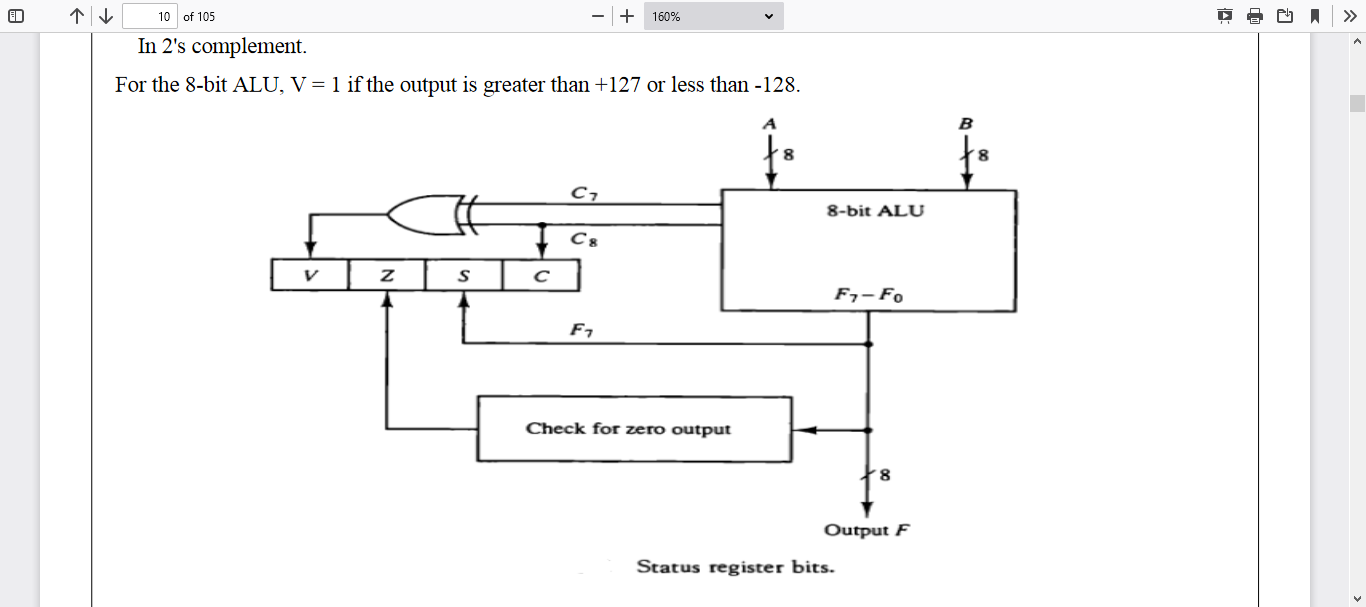 10 of 105
160%
In 2's complement.
For the 8-bit ALU, V = 1 if the output is greater than +127 or less than -128.
A
B
8
8
C7
8-bit ALU
C8
V Z S C
F7 – F0
F7
Check for zero output
8
Output F
Status register bits.